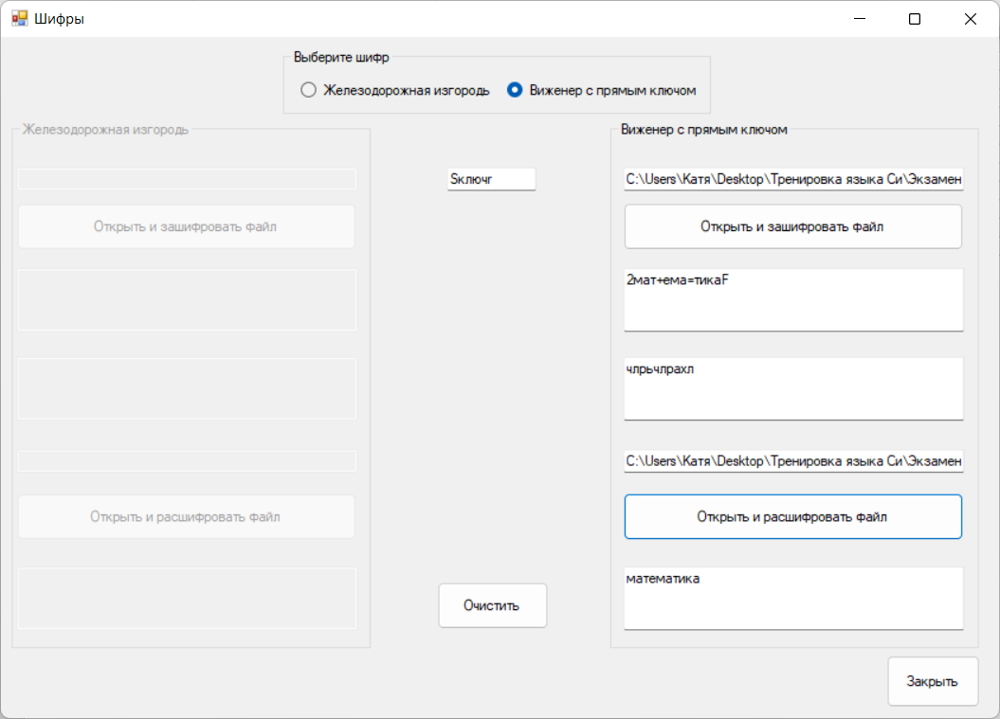 Шифры
Выберите шифр
Железодорожная изгородь
Виженер с прямым ключом
Железодорожная изгородь
Открыть и зашифровать файл
Открыть и расшифровать файл
Sключг
Очистить
Виженер с прямым ключом
C:\Users\Катя\Desktop\Тренировка языка Си\Экзамен
Открыть и зашифровать файл
2мат+ема=тикаF
члрьчлрахл
C:\Users\Катя\Desktop\Тренировка языка Си\Экзамен
Открыть и расшифровать файл
математика
Закрыть